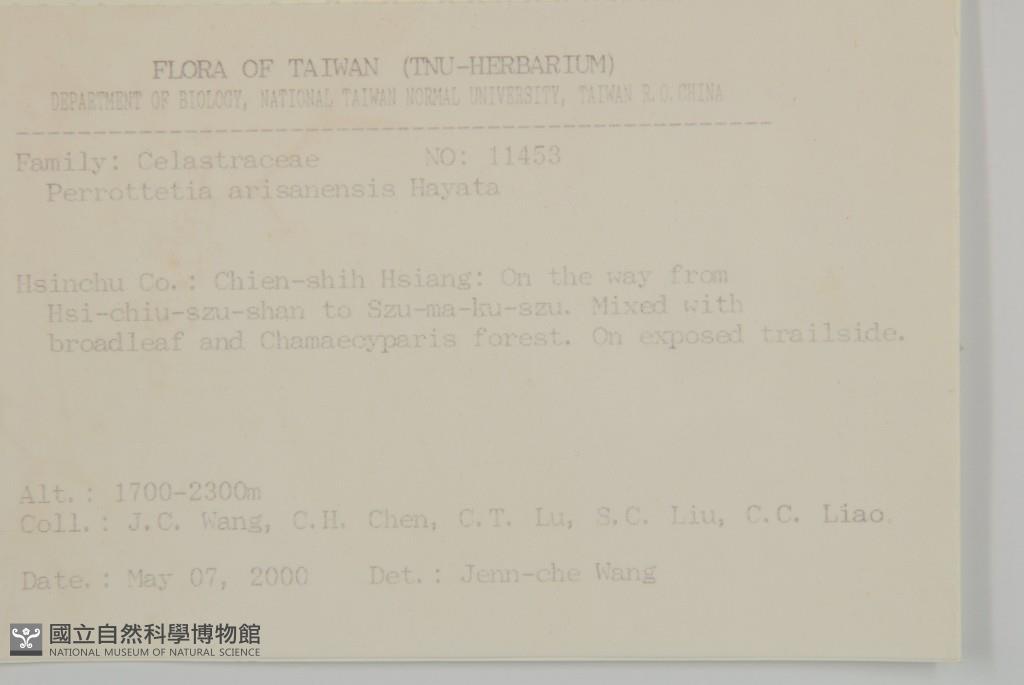 FLORA OF TAIWAN (TNU-HERBARIUM)
DEPARTMENT OF BIOLOGY, NATIONAL TAIWAN NORMAL UNIVERSITY, TAIWAN R.O.CHINA
Family: Celastraceae NO: 11453
Perrottetia arisanensis Hayata
Hsinchu Co.: Chien-shih Hsiang: On the way from
Hsi-chiu-szu-shan to Szu-ma-ku-szu. Mixed with
broadleaf and Chamaecyparis forest. On exposed trailside.
Alt.: 1700-2300m
Coll.: J.C. Wang, C.H. Chen, C.T. Lu, S.C. Liu, C.C. Liao.
Date.: May 07, 2000 Det.: Jenn-che Wang
國立自然科學博物館
NATIONAL MUSEUM OF NATURAL SCIENCE